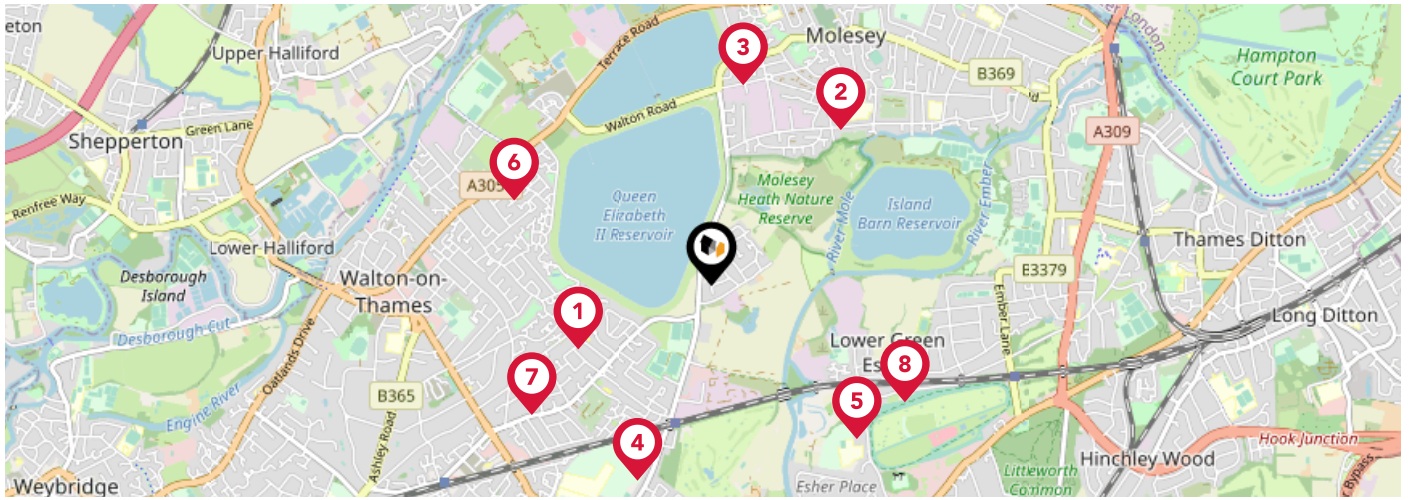 eton
Upper Halliford
Terrace Road
3
Molesey
London
Hampton
Court Park
B369
2
Walton Road
Green Lane
Shepperton
A309
6
A305
Queen
Elizabeth
II Reservoir
Molesey
Heath Nature
Reserve
River Mole
Island
Barn Reservoir
River Ember
Renfree Way
Lower Halliford
Thames Ditton
Desborough
Island
Walton-on-
Thames
E3379
1
Desborough Cut
Oatlands Drive
Ember Lane
Long Ditton
Lower Green
Es
8
7
B365
5
Engine River
Ashley Road
4
Hook Junction
Hinchley Wood
Bypass
Littleworth
Common
Esher Place
Weybridge